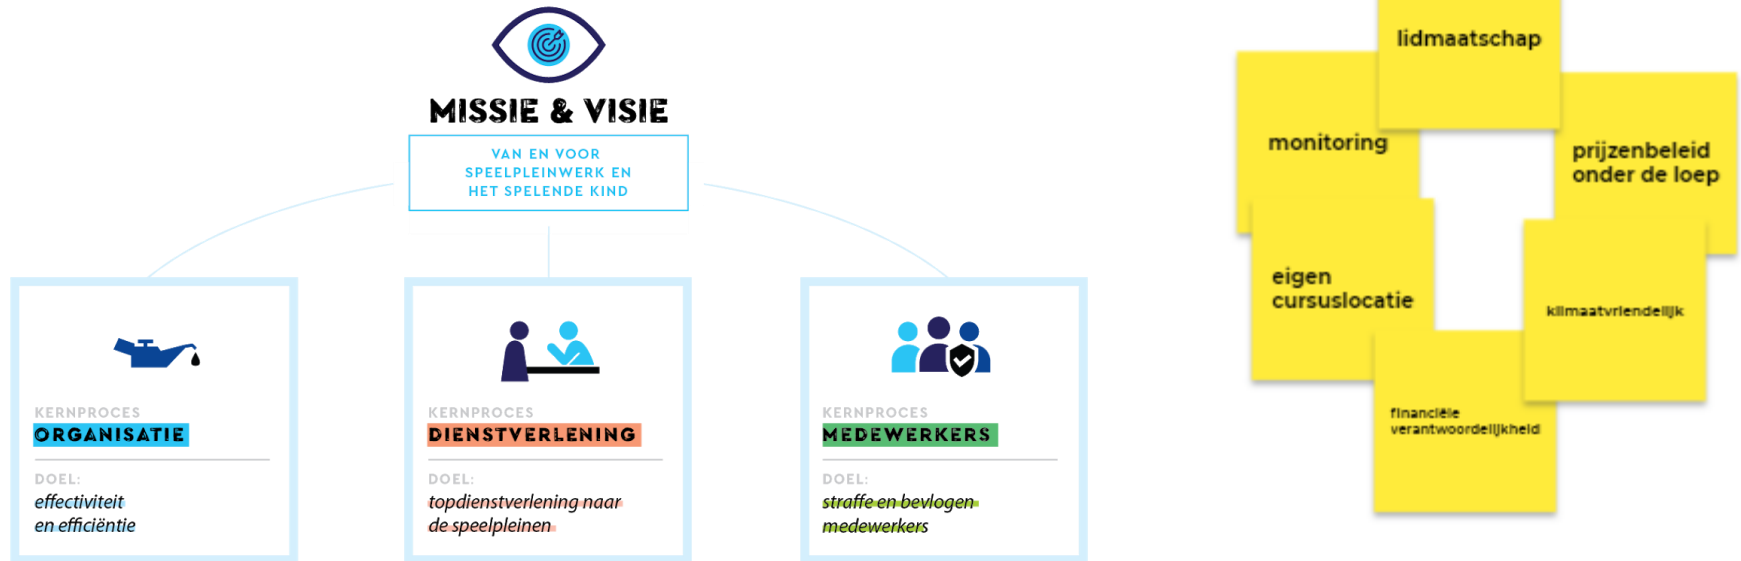 MISSIE & VISIE
VAN EN VOOR
SPEELPLEINWERK EN
HET SPELENDE KIND
KERNPROCES
ORGANISATIE
DOEL:
effectiviteit
en efficiëntie
KERNPROCES
DIENSTVERLENING
DOEL:
topdienstverlening naar
de speelpleinen
KERNPROCES
MEDEWERKERS
DOEL:
straffe en bevlogen
medewerkers
lidmaatschap
monitoring
prijzenbeleid
onder de loep
eigen
cursuslocatie
klimaatvriendelijk
financiële
verantwoordelijkheid